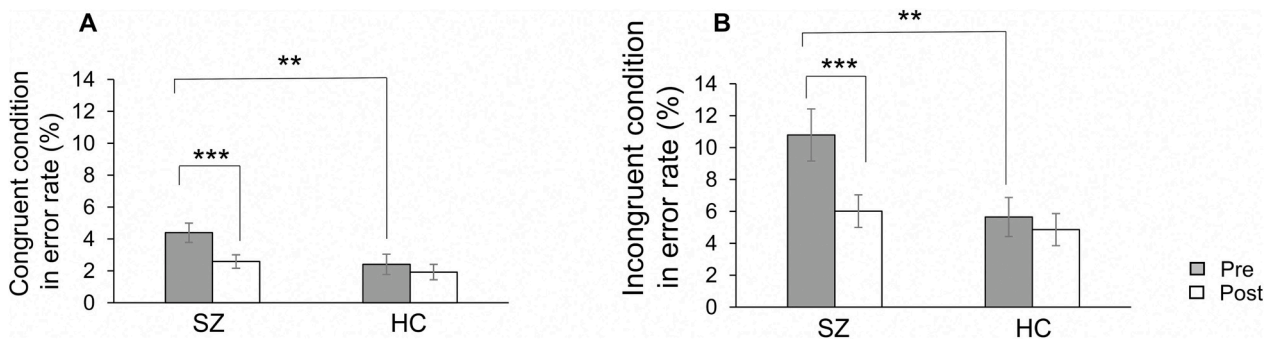 A
Congruent condition
in error rate (%)
14
12
10
8
6
4
2
0
**
***
SZ
HC
B
Incongruent condition
in error rate (%)
14
12
10
8
6
4
2
0
**
***
SZ
HC
Pre
Post